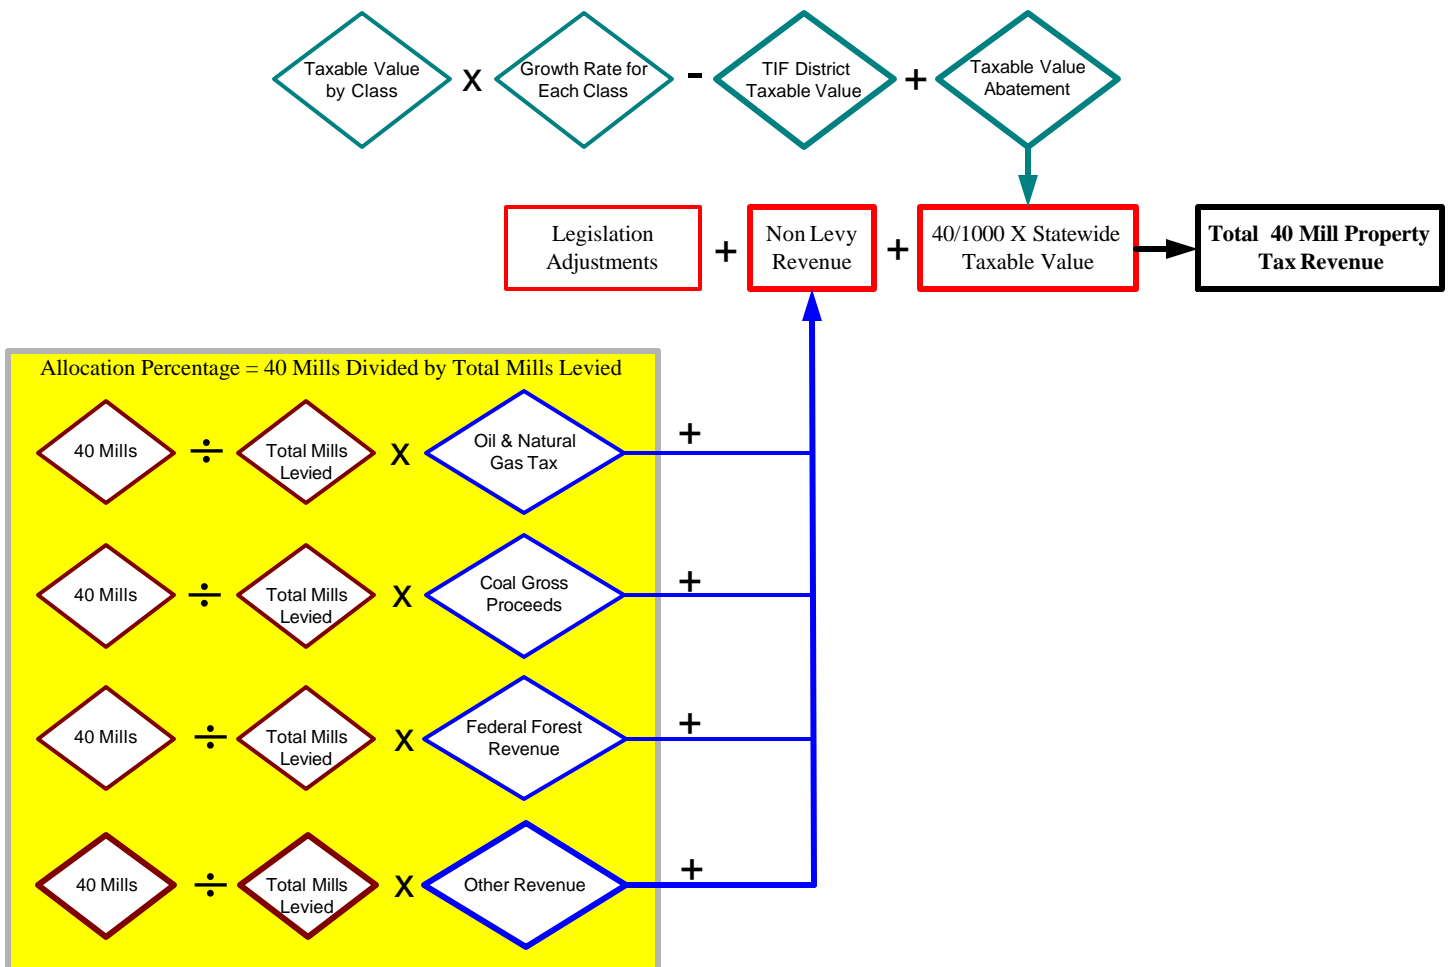 Taxable Value
by Class
X
Growth Rate for
Each Class
-
TIF District
Taxable Value
+
Taxable Value
Abatement
Legislation
Adjustments
+
Non Levy
Revenue
+
40/1000 X Statewide
Taxable Value
Total 40 Mill Property
Tax Revenue
Allocation Percentage = 40 Mills Divided by Total Mills Levied
40 Mills
÷
Total Mills
Levied
X
Oil & Natural
Gas Tax
+
40 Mills
÷
Total Mills
Levied
X
Coal Gross
Proceeds
+
40 Mills
÷
Total Mills
Levied
X
Federal Forest
Revenue
+
40 Mills
÷
Total Mills
Levied
X
Other Revenue
+